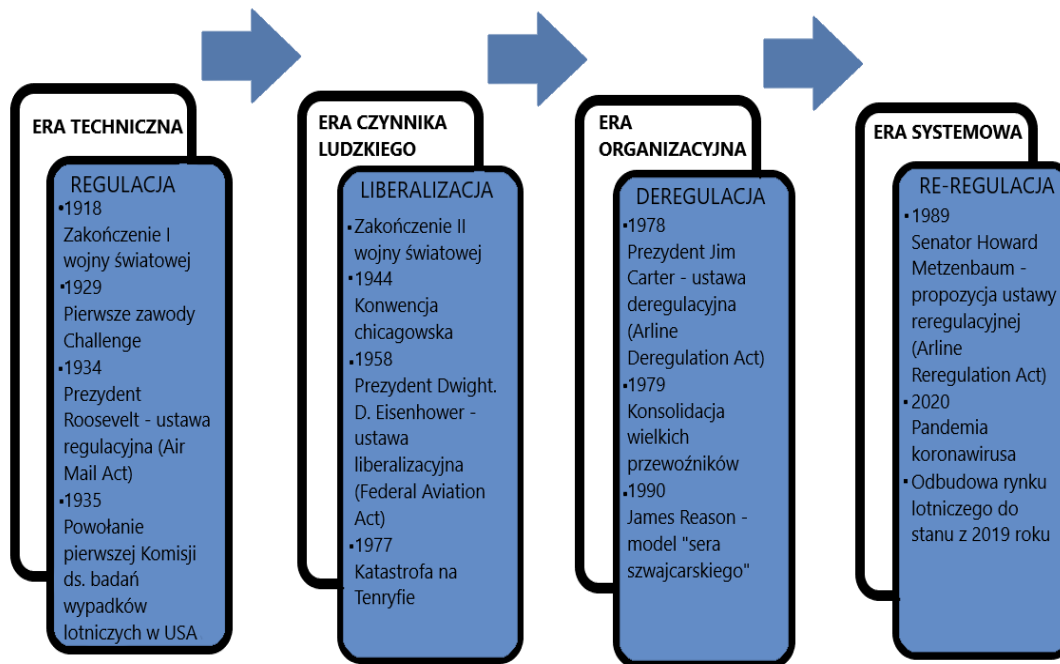 ERA TECHNICZNA
REGULACJA
▪1918
Zakończenie I
wojny światowej
▪1929
Pierwsze zawody
Challenge
▪1934
Prezydent
Roosevelt - ustawa
regulacyjna (Air
Mail Act)
▪1935
Powołanie
pierwszej Komisji
ds. badań
wypadków
lotniczych w USA
ERA CZYNNIKA
LUDZKIEGO
LIBERALIZACJA
▪Zakończenie II
wojny światowej
▪1944
Konwencja
chicagowska
▪1958
Prezydent Dwight.
D. Eisenhower -
ustawa
liberalizacyjna
(Federal Aviation
Act)
▪1977
Katastrofa na
Tenryfie
ERA
ORGANIZACYJNA
DEREGULACJA
▪1978
Prezydent Jim
Carter - ustawa
deregulacyjna
(Arline
Deregulation Act)
▪1979
Konsolidacja
wielkich
przewoźników
▪1990
James Reason -
model "sera
szwajcarskiego"
ERA SYSTEMOWA
RE-REGULACJA
▪1989
Senator Howard
Metzenbaum -
propozycja ustawy
reregulacyjnej
(Arline
Reregulation Act)
▪2020
Pandemia
koronawirusa
▪Odbudowa rynku
lotniczego do
stanu z 2019 roku